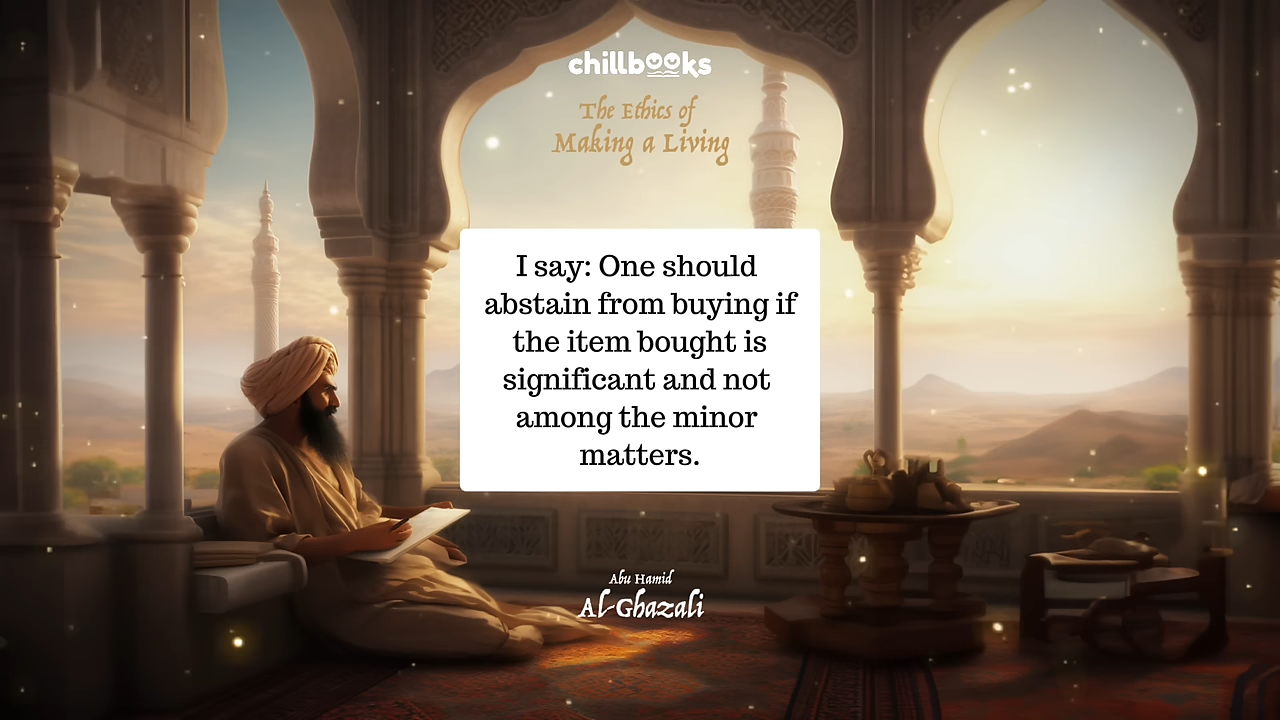 chillbooks
The Ethics of
Making a Living
I say: One should
abstain from buying if
the item bought is
significant and not
among the minor
matters.
Abu Hamid
Al-Ghazali